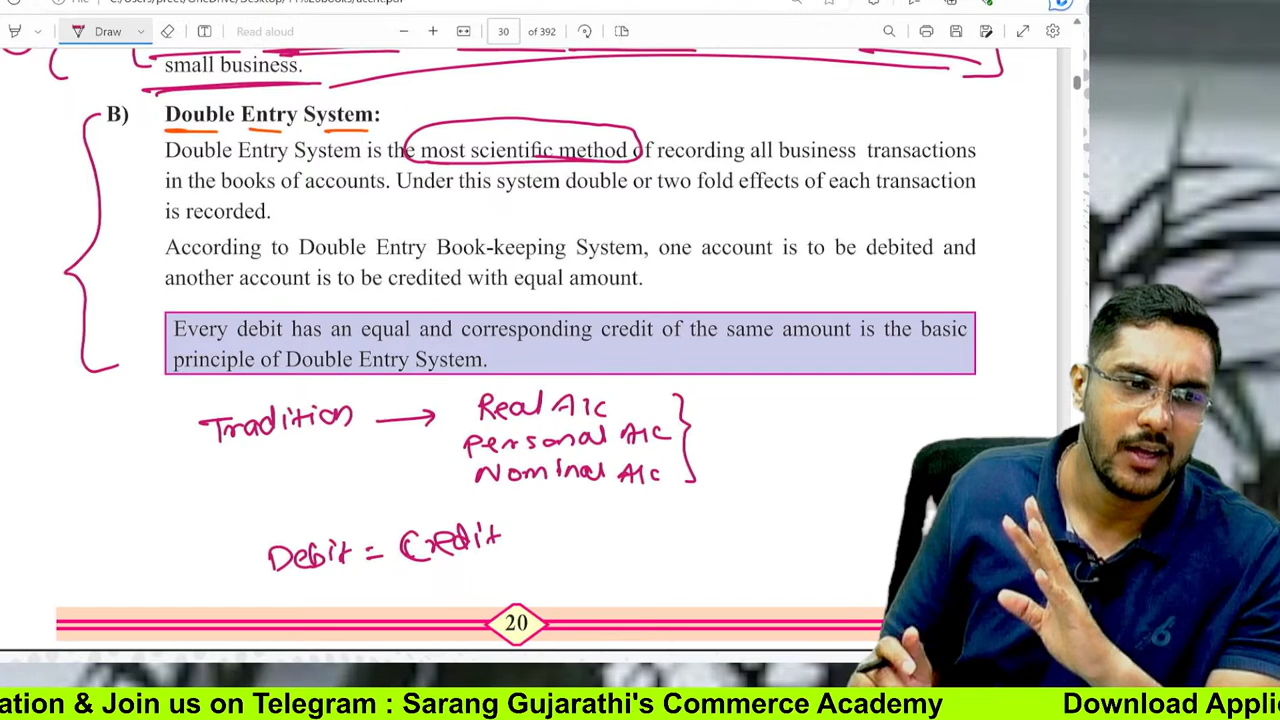 Draw
Read aloud
30 of 392
small business.
B) Double Entry System:
Double Entry System is the most scientific method of recording all business transactions
in the books of accounts. Under this system double or two fold effects of each transaction
is recorded.
According to Double Entry Book-keeping System, one account is to be debited and
another account is to be credited with equal amount.
Every debit has an equal and corresponding credit of the same amount is the basic
principle of Double Entry System.
Tradition → Real A/c
Personal A/c
Nominal A/c
Debit = Credit
20
ation & Join us on Telegram : Sarang Gujarathi's Commerce Academy Download Appli